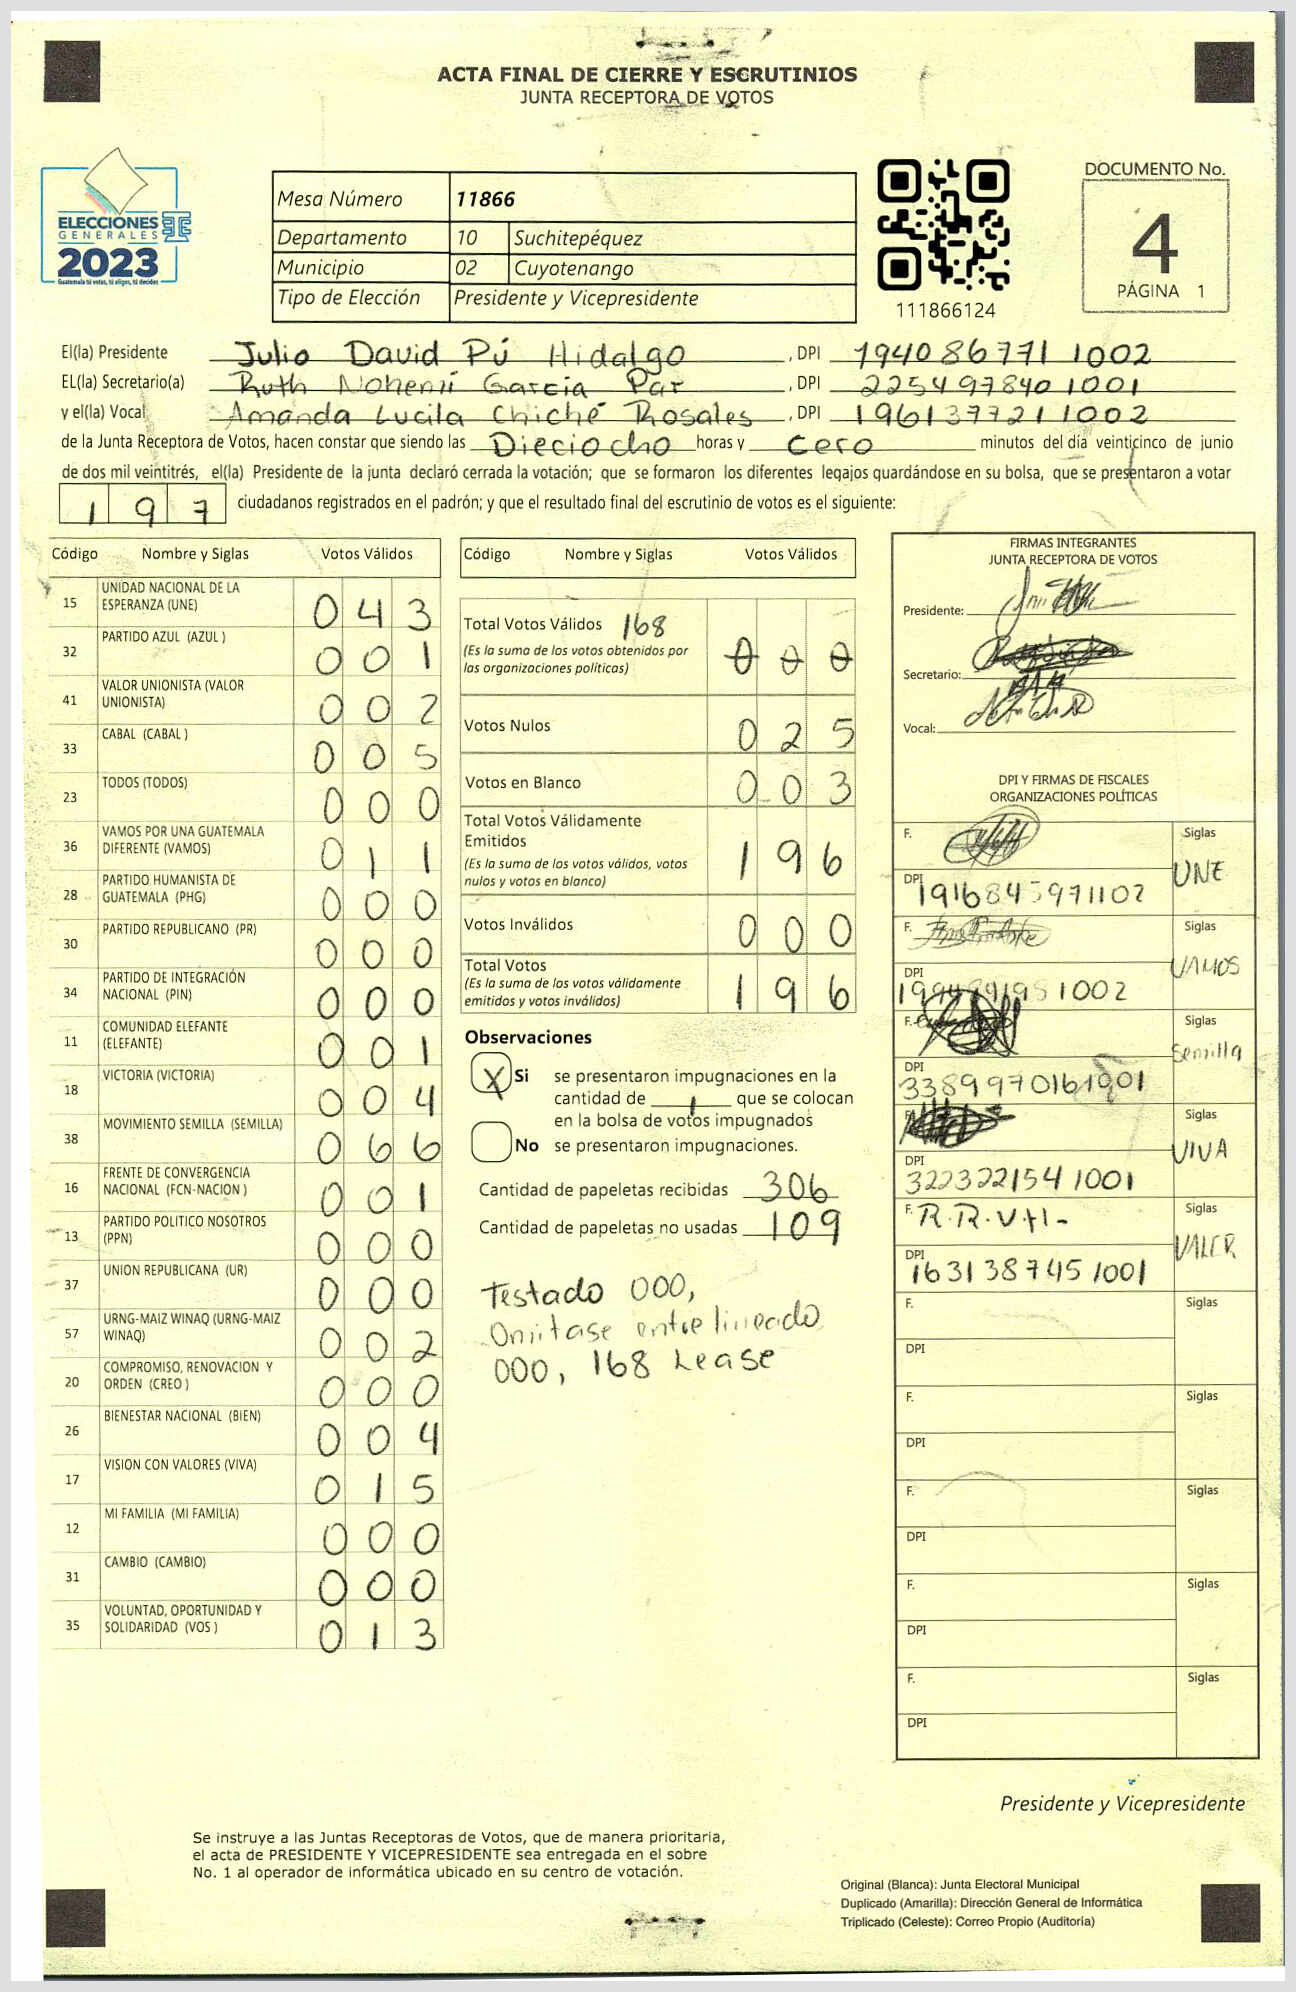 ACTA FINAL DE CIERRE Y ESCRUTINIOS
JUNTA RECEPTORA DE VOTOS
ELECCIONES
GENERALES
2023
Guatemala tú votas, tú eliges, tú decides
Mesa Número 11866
Departamento 10 Suchitepéquez
Municipio 02 Cuyotenango
Tipo de Elección Presidente y Vicepresidente
111866124
DOCUMENTO No.
4
PÁGINA 1
El(la) Presidente Julio David Pú Hidalgo , DPI 1940867711002
EL(la) Secretario(a) Ruth Nohemí Garcia Par , DPI 2254978401001
y el(la) Vocal Amanda Lucila Chiché Rosales , DPI 1961377211002
de la Junta Receptora de Votos, hacen constar que siendo las Dieciocho horas y cero minutos del día veinticinco de junio
de dos mil veintitrés, el(la) Presidente de la junta declaró cerrada la votación; que se formaron los diferentes legajos guardándose en su bolsa, que se presentaron a votar
197 ciudadanos registrados en el padrón; y que el resultado final del escrutinio de votos es el siguiente:
Código Nombre y Siglas Votos Válidos
15 UNIDAD NACIONAL DE LA ESPERANZA (UNE) 043
32 PARTIDO AZUL (AZUL ) 001
41 VALOR UNIONISTA (VALOR UNIONISTA) 002
33 CABAL (CABAL ) 005
23 TODOS (TODOS) 000
36 VAMOS POR UNA GUATEMALA DIFERENTE (VAMOS) 011
28 PARTIDO HUMANISTA DE GUATEMALA (PHG) 000
30 PARTIDO REPUBLICANO (PR) 000
34 PARTIDO DE INTEGRACIÓN NACIONAL (PIN) 000
11 COMUNIDAD ELEFANTE (ELEFANTE) 001
18 VICTORIA (VICTORIA) 004
38 MOVIMIENTO SEMILLA (SEMILLA) 066
16 FRENTE DE CONVERGENCIA NACIONAL (FCN-NACION ) 001
13 PARTIDO POLITICO NOSOTROS (PPN) 000
37 UNION REPUBLICANA (UR) 000
57 URNG-MAIZ WINAQ (URNG-MAIZ WINAQ) 002
20 COMPROMISO, RENOVACION Y ORDEN (CREO ) 000
26 BIENESTAR NACIONAL (BIEN) 004
17 VISION CON VALORES (VIVA) 015
12 MI FAMILIA (MI FAMILIA) 000
31 CAMBIO (CAMBIO) 000
35 VOLUNTAD, OPORTUNIDAD Y SOLIDARIDAD (VOS ) 013
Código Nombre y Siglas Votos Válidos
Total Votos Válidos 168
(Es la suma de los votos obtenidos por
las organizaciones políticas) 000
Votos Nulos 025
Votos en Blanco 003
Total Votos Válidamente
Emitidos
(Es la suma de los votos válidos, votos
nulos y votos en blanco) 196
Votos Inválidos 000
Total Votos
(Es la suma de los votos válidamente
emitidos y votos inválidos) 196
Observaciones
X Si se presentaron impugnaciones en la
cantidad de 1 que se colocan
en la bolsa de votos impugnados
No se presentaron impugnaciones.
Cantidad de papeletas recibidas 306
Cantidad de papeletas no usadas 109
Testado 000,
Omitase entrelineado
000, 168 Lease
FIRMAS INTEGRANTES
JUNTA RECEPTORA DE VOTOS
Presidente:
Secretario:
Vocal:
DPI Y FIRMAS DE FISCALES
ORGANIZACIONES POLÍTICAS
F. Siglas
UNE
DPI 1916845971102
F. Siglas
VAMOS
DPI
F. Siglas
Semilla
DPI 3389970161001
F. Siglas
VIVA
DPI 3223221541001
F. R.R.V.H- Siglas
VALOR
DPI 1631387451001
F. Siglas
DPI
F. Siglas
DPI
F. Siglas
DPI
F. Siglas
DPI
F. Siglas
DPI
Presidente y Vicepresidente
Se instruye a las Juntas Receptoras de Votos, que de manera prioritaria,
el acta de PRESIDENTE Y VICEPRESIDENTE sea entregada en el sobre
No. 1 al operador de informática ubicado en su centro de votación.
Original (Blanca): Junta Electoral Municipal
Duplicado (Amarilla): Dirección General de Informática
Triplicado (Celeste): Correo Propio (Auditoría)